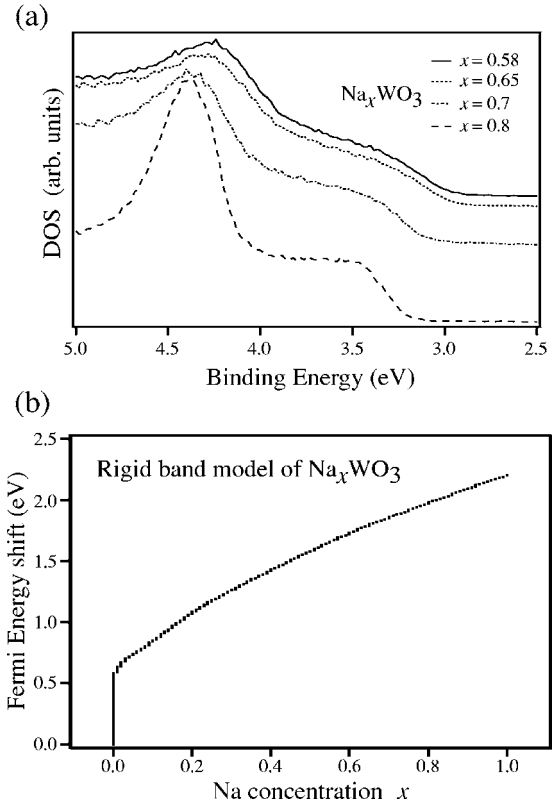 (a)
DOS (arb. units)
NaxWO3
x = 0.58
x = 0.65
x = 0.7
x = 0.8
5.0 4.5 4.0 3.5 3.0 2.5
Binding Energy (eV)
(b)
Fermi Energy shift (eV)
2.5
2.0
1.5
1.0
0.5
0.0
Rigid band model of NaxWO3
0.0 0.2 0.4 0.6 0.8 1.0
Na concentration x